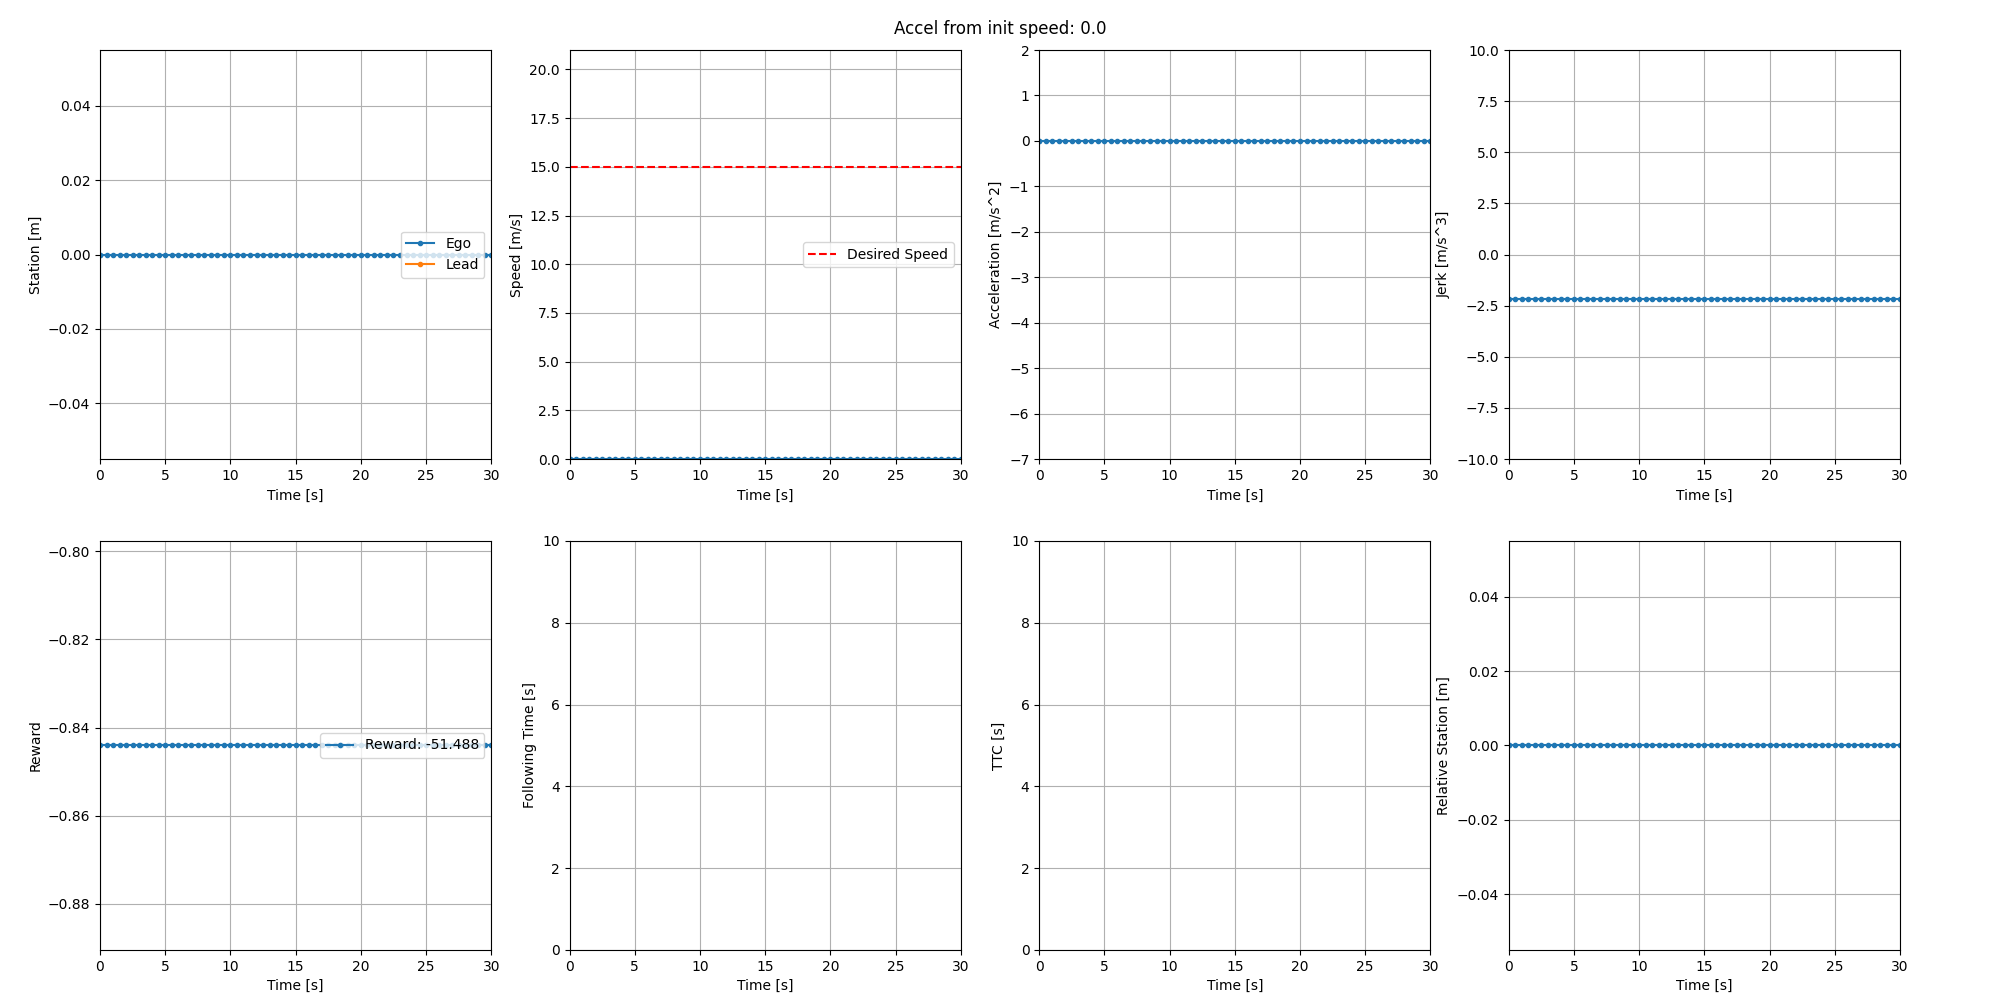 Accel from init speed: 0.0
Station [m]
0.04
0.02
0.00
−0.02
−0.04
Ego
Lead
0 5 10 15 20 25 30
Time [s]
Speed [m/s]
20.0
17.5
15.0
12.5
10.0
7.5
5.0
2.5
0.0
Desired Speed
0 5 10 15 20 25 30
Time [s]
Acceleration [m/s^2]
2
1
0
−1
−2
−3
−4
−5
−6
−7
0 5 10 15 20 25 30
Time [s]
Jerk [m/s^3]
10.0
7.5
5.0
2.5
0.0
−2.5
−5.0
−7.5
−10.0
0 5 10 15 20 25 30
Time [s]
Reward
−0.80
−0.82
−0.84
−0.86
−0.88
Reward: -51.488
0 5 10 15 20 25 30
Time [s]
Following Time [s]
10
8
6
4
2
0
0 5 10 15 20 25 30
Time [s]
TTC [s]
10
8
6
4
2
0
0 5 10 15 20 25 30
Time [s]
Relative Station [m]
0.04
0.02
0.00
−0.02
−0.04
0 5 10 15 20 25 30
Time [s]